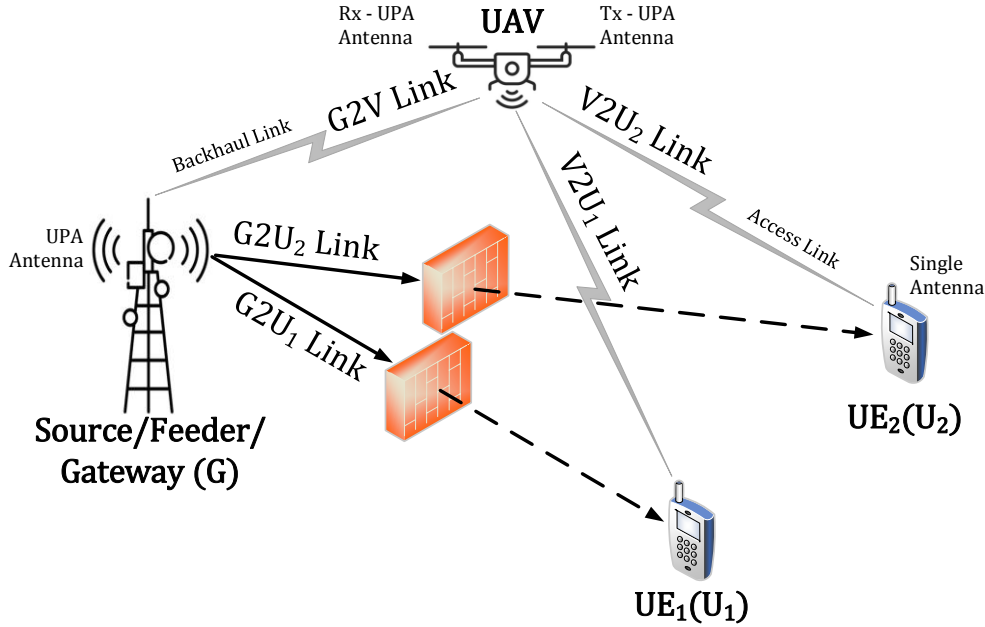 Rx - UPA
Antenna
UAV
Tx - UPA
Antenna
Backhaul Link
G2V Link
V2U₂ Link
V2U₁ Link
Access Link
UPA
Antenna
G2U₂ Link
G2U₁ Link
Single
Antenna
Source/Feeder/
Gateway (G)
UE₂(U₂)
UE₁(U₁)